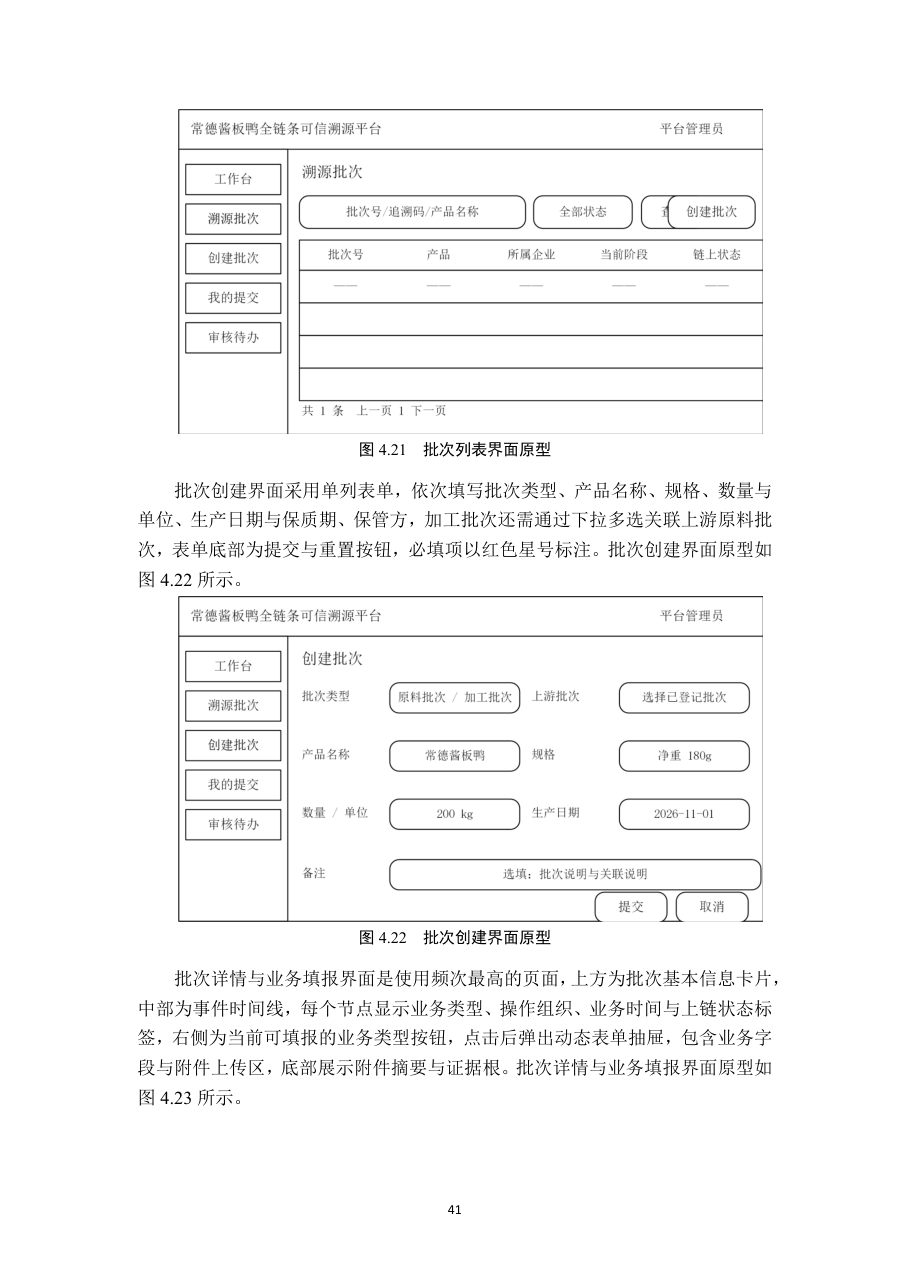 常德酱板鸭全链条可信溯源平台 平台管理员
工作台
溯源批次
创建批次
我的提交
审核待办
溯源批次
批次号/追溯码/产品名称 全部状态 创建批次
批次号 产品 所属企业 当前阶段 链上状态
—— —— —— —— ——
共 1 条 上一页 1 下一页
图 4.21 批次列表界面原型
批次创建界面采用单列表单，依次填写批次类型、产品名称、规格、数量与
单位、生产日期与保质期、保管方，加工批次还需通过下拉多选关联上游原料批
次，表单底部为提交与重置按钮，必填项以红色星号标注。批次创建界面原型如
图 4.22 所示。
常德酱板鸭全链条可信溯源平台 平台管理员
工作台
溯源批次
创建批次
我的提交
审核待办
创建批次
批次类型 原料批次 / 加工批次 上游批次 选择已登记批次
产品名称 常德酱板鸭 规格 净重 180g
数量 / 单位 200 kg 生产日期 2026-11-01
备注 选填：批次说明与关联说明
提交 取消
图 4.22 批次创建界面原型
批次详情与业务填报界面是使用频次最高的页面，上方为批次基本信息卡片，
中部为事件时间线，每个节点显示业务类型、操作组织、业务时间与上链状态标
签，右侧为当前可填报的业务类型按钮，点击后弹出动态表单抽屉，包含业务字
段与附件上传区，底部展示附件摘要与证据根。批次详情与业务填报界面原型如
图 4.23 所示。
41